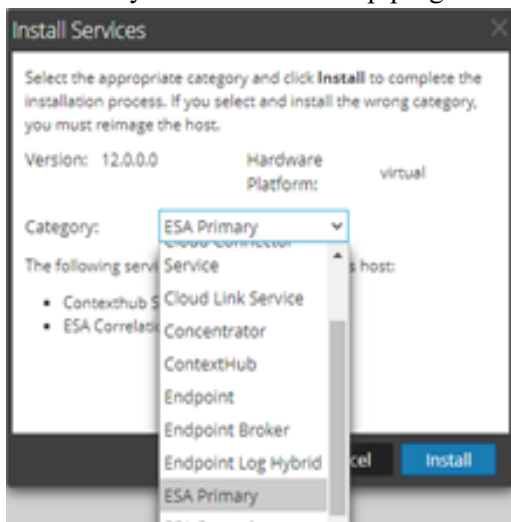 Install Services
Select the appropriate category and click Install to complete the
installation process. If you select and install the wrong category,
you must reimage the host.
Version: 12.0.0.0 Hardware Platform: virtual
Category: ESA Primary
The following host:
Contexthub
ESA
Service
Cloud Link Service
Concentrator
ContextHub
Endpoint
Endpoint Broker
Endpoint Log Hybrid
ESA Primary
Install